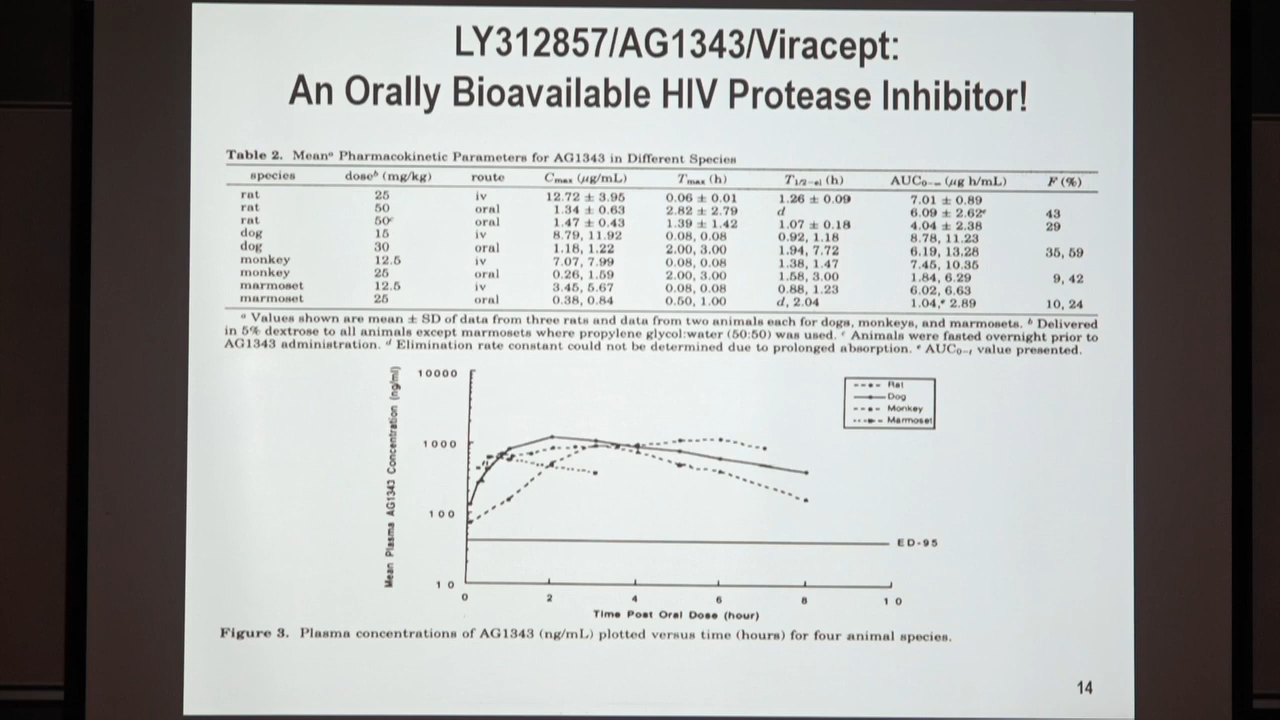 LY312857/AG1343/Viracept:
An Orally Bioavailable HIV Protease Inhibitor!
Table 2. Meanᵃ Pharmacokinetic Parameters for AG1343 in Different Species
species doseᵇ (mg/kg) route Cmax (μg/mL) Tmax (h) T1/2-el (h) AUC0-∞ (μg h/mL) F (%)
rat 25 iv 12.72 ± 3.95 0.06 ± 0.01 1.26 ± 0.09 7.01 ± 0.89
rat 50 oral 1.34 ± 0.63 2.82 ± 2.79 d 6.09 ± 2.62ᵉ 43
rat 50ᶜ oral 1.47 ± 0.43 1.39 ± 1.42 1.07 ± 0.18 4.04 ± 2.38 29
dog 15 iv 8.79, 11.92 0.08, 0.08 0.92, 1.18 8.78, 11.23
dog 30 oral 1.18, 1.22 2.00, 3.00 1.94, 7.72 6.19, 13.28 35, 59
monkey 12.5 iv 7.07, 7.99 0.08, 0.08 1.38, 1.47 7.45, 10.35
monkey 25 oral 0.26, 1.59 2.00, 3.00 1.58, 3.00 1.84, 6.29 9, 42
marmoset 12.5 iv 3.45, 5.67 0.08, 0.08 0.88, 1.23 6.02, 6.63
marmoset 25 oral 0.38, 0.84 0.50, 1.00 d, 2.04 1.04,ᵉ 2.89 10, 24
ᵃ Values shown are mean ± SD of data from three rats and data from two animals each for dogs, monkeys, and marmosets. ᵇ Delivered
in 5% dextrose to all animals except marmosets where propylene glycol:water (50:50) was used. ᶜ Animals were fasted overnight prior to
AG1343 administration. ᵈ Elimination rate constant could not be determined due to prolonged absorption. ᵉ AUC0-t value presented.
Mean Plasma AG1343 Concentration (ng/ml)
10000
1000
100
10
Rat
Dog
Monkey
Marmoset
ED-95
0 2 4 6 8 10
Time Post Oral Dose (hour)
Figure 3. Plasma concentrations of AG1343 (ng/mL) plotted versus time (hours) for four animal species.
14